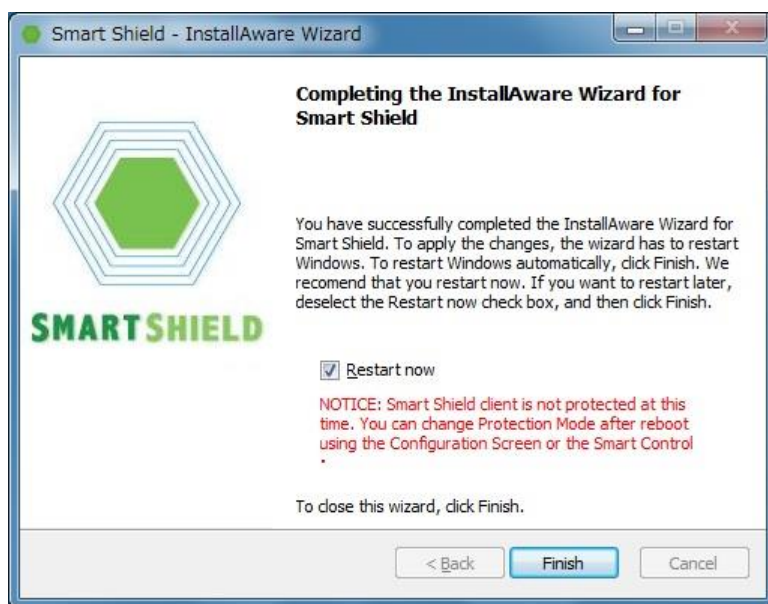 Smart Shield - InstallAware Wizard
Completing the InstallAware Wizard for
Smart Shield
You have successfully completed the InstallAware Wizard for
Smart Shield. To apply the changes, the wizard has to restart
Windows. To restart Windows automatically, click Finish. We
recomend that you restart now. If you want to restart later,
deselect the Restart now check box, and then click Finish.
SMARTSHIELD
Restart now
NOTICE: Smart Shield client is not protected at this
time. You can change Protection Mode after reboot
using the Configuration Screen or the Smart Control
.
To close this wizard, click Finish.
< Back
Finish
Cancel